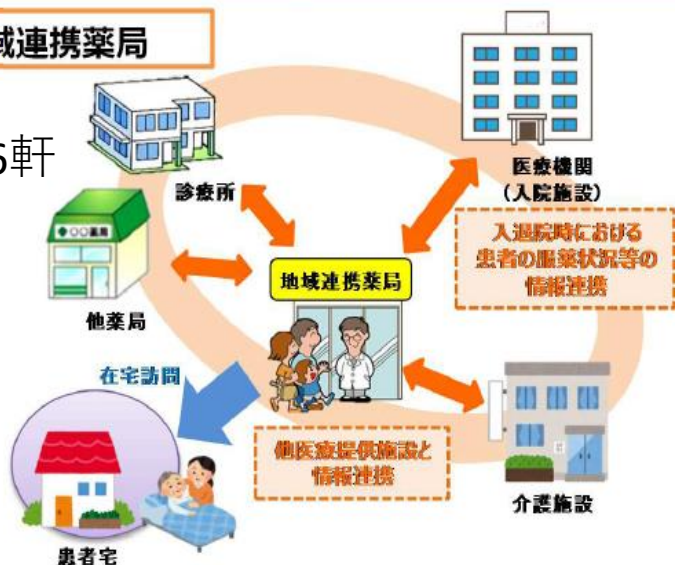 域連携薬局
6軒
診療所
医療機関
(入院施設)
入退院時における
患者の服薬状況等の
情報連携
○○薬局
地域連携薬局
他薬局
在宅訪問
他医療提供施設と
情報連携
介護施設
患者宅